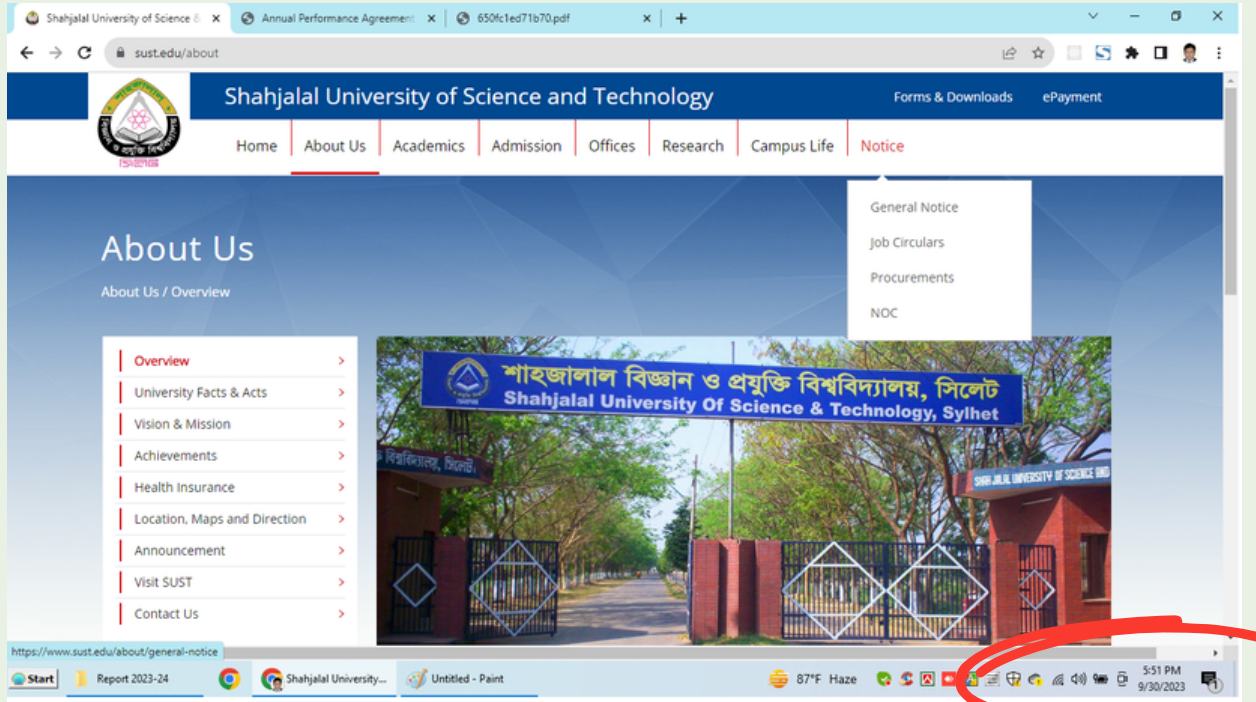 Shahjalal University of Science &
Annual Performance Agreement
650fc1ed71b70.pdf
sust.edu/about
Shahjalal University of Science and Technology
Forms & Downloads
ePayment
Home
About Us
Academics
Admission
Offices
Research
Campus Life
Notice
General Notice
Job Circulars
Procurements
NOC
About Us
About Us / Overview
Overview
University Facts & Acts
Vision & Mission
Achievements
Health Insurance
Location, Maps and Direction
Announcement
Visit SUST
Contact Us
শাহজালাল বিজ্ঞান ও প্রযুক্তি বিশ্ববিদ্যালয়, সিলেট
Shahjalal University Of Science & Technology, Sylhet
বিশ্ববিদ্যালয়, সিলেট.
SHAH JALAL UNIVERSITY OF SCIENCE AND
https://www.sust.edu/about/general-notice
Start
Report 2023-24
Shahjalal University...
Untitled - Paint
87°F Haze
5:51 PM
9/30/2023